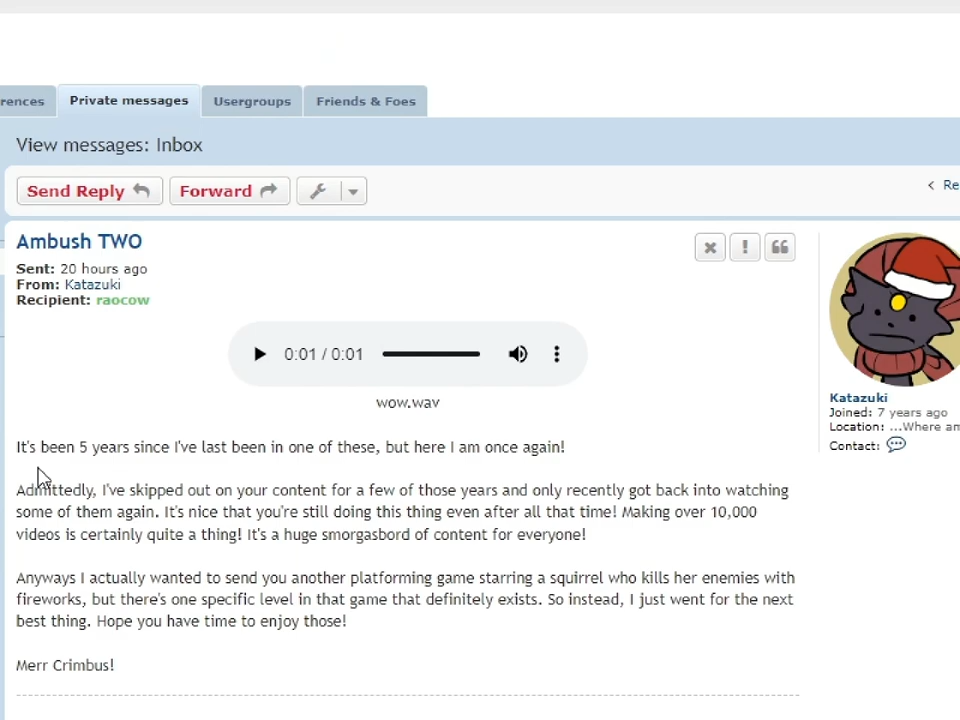 rences
Private messages
Usergroups
Friends & Foes
View messages: Inbox
Send Reply
Forward
< Re
Ambush TWO
Sent: 20 hours ago
From: Katazuki
Recipient: raocow
0:01 / 0:01
wow.wav
It's been 5 years since I've last been in one of these, but here I am once again!
Admittedly, I've skipped out on your content for a few of those years and only recently got back into watching
some of them again. It's nice that you're still doing this thing even after all that time! Making over 10,000
videos is certainly quite a thing! It's a huge smorgasbord of content for everyone!
Anyways I actually wanted to send you another platforming game starring a squirrel who kills her enemies with
fireworks, but there's one specific level in that game that definitely exists. So instead, I just went for the next
best thing. Hope you have time to enjoy those!
Merr Crimbus!
Katazuki
Joined: 7 years ago
Location: ...Where am
Contact: